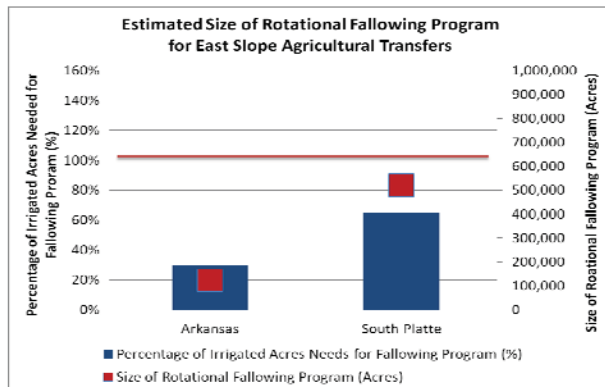 Estimated Size of Rotational Fallowing Program
for East Slope Agricultural Transfers
Percentage of Irrigated Acres Needed for
Fallowing Proram (%)
160%
140%
120%
100%
80%
60%
40%
20%
0%
1,000,000
900,000
800,000
700,000
600,000
500,000
400,000
300,000
200,000
100,000
0
Size of Roational Fallowing Program (Acres)
Arkansas
South Platte
Percentage of Irrigated Acres Needs for Fallowing Program (%)
Size of Rotational Fallowing Program (Acres)